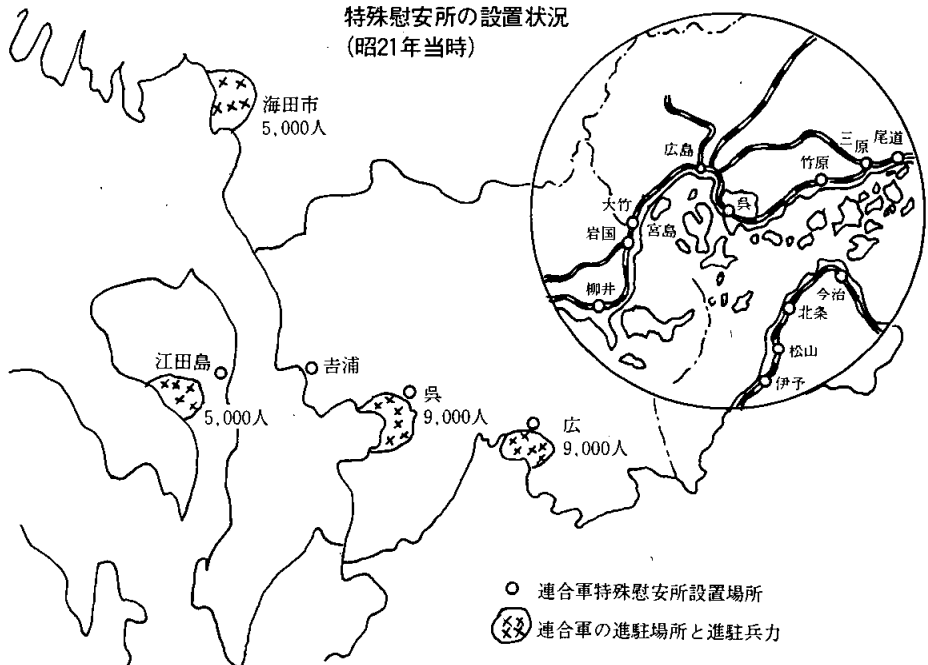 特殊慰安所の設置状況
(昭21年当時)
海田市
5,000人
江田島
5,000人
吉浦
呉
9,000人
広
9,000人
広島
三原
尾道
竹原
呉
大竹
宮島
岩国
柳井
今治
北条
松山
伊予
連合軍特殊慰安所設置場所
連合軍の進駐場所と進駐兵力